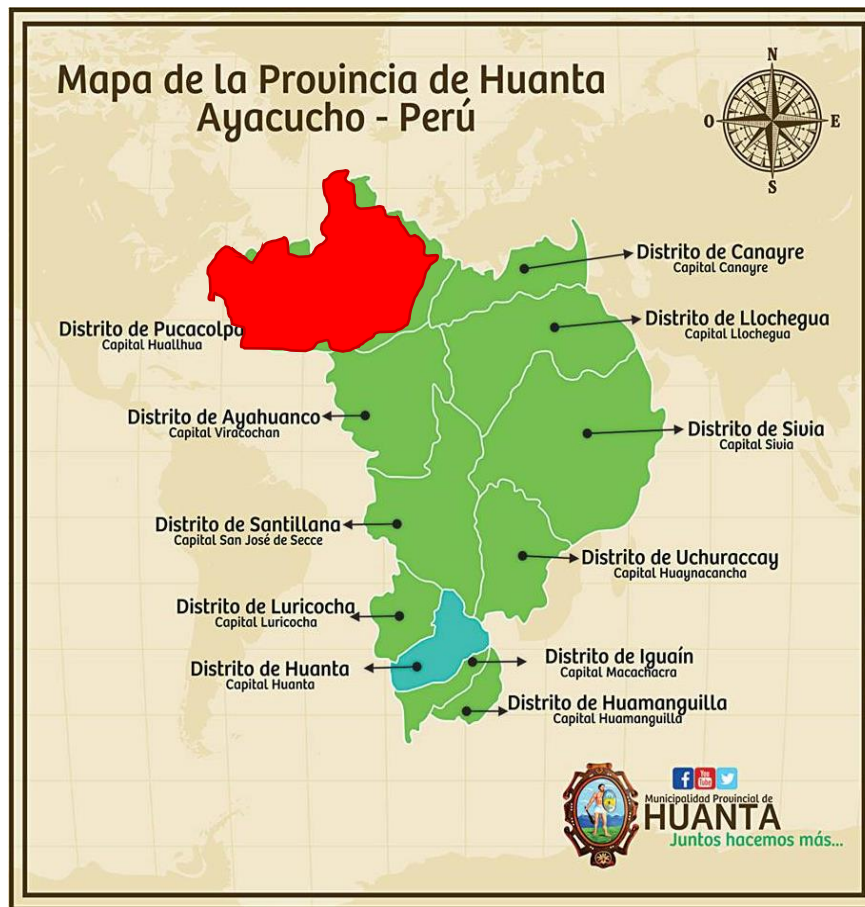 Mapa de la Provincia de Huanta
Ayacucho - Perú
N
O
E
S
Distrito de Canayre
Capital Canayre
Distrito de Llochegua
Capital Llochegua
Distrito de Pucacolpa
Capital Huallhua
Distrito de Ayahuanco
Capital Viracochan
Distrito de Sivia
Capital Sivia
Distrito de Santillana
Capital San José de Secce
Distrito de Uchuraccay
Capital Huaynacancha
Distrito de Luricocha
Capital Luricocha
Distrito de Huanta
Capital Huanta
Distrito de Iguaín
Capital Macachacra
Distrito de Huamanguilla
Capital Huamanguilla
You Tube
Municipalidad Provincial de
HUANTA
Juntos hacemos más...